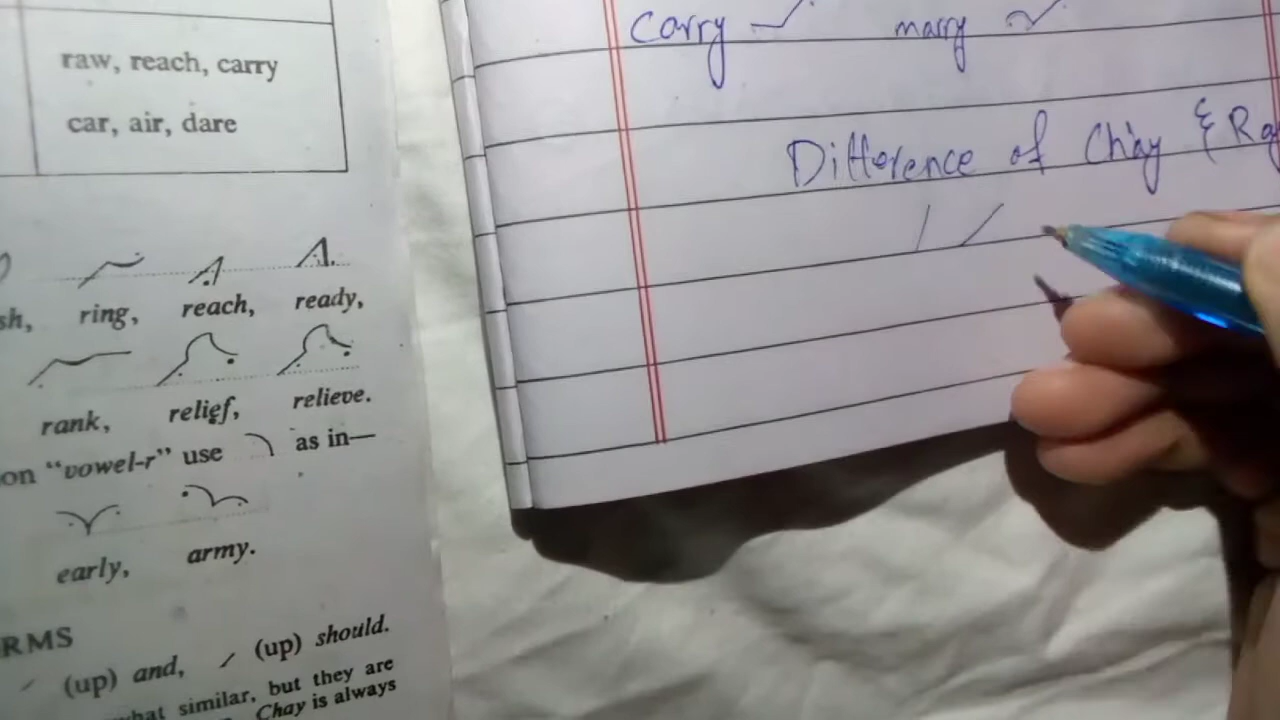 raw, reach, carry
car, air, dare
sh, ring, reach, ready,
rank, relief, relieve.
on "vowel-r" use as in—
early, army.
RMS
(up) and, (up) should.
what similar, but they are
Chay is always
Carry marry
Difference of Chay & Ra